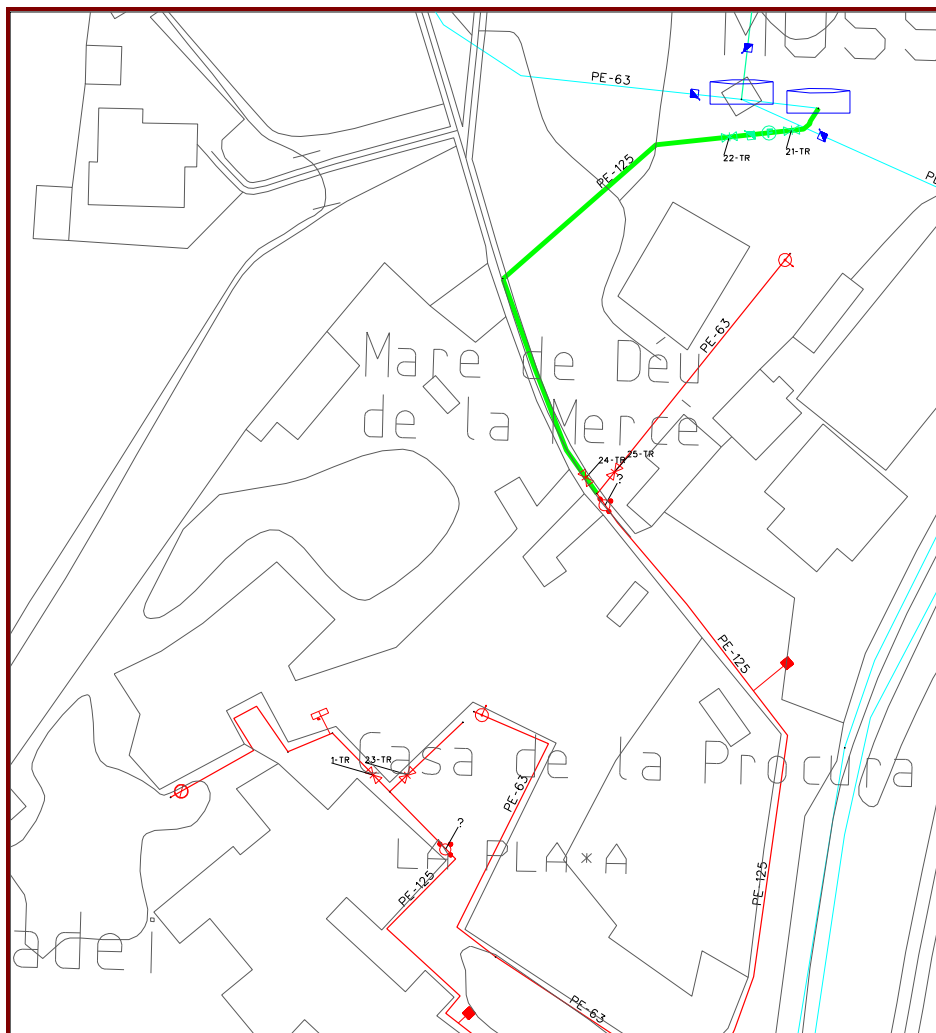 MUSS
PE-63
22-TR
21-TR
PE-125
PE-63
Mare de Déu
de la Mercè
24-TR
25-TR
?
PE-125
Casa de la Procura
1-TR
23-TR
PE-63
?
LA PLA*A
PE-125
PE-125
adei
PE-63